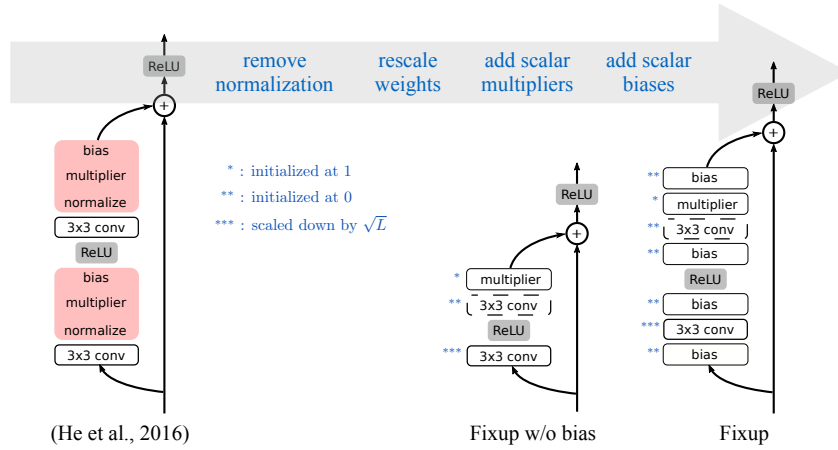 remove normalization
rescale weights
add scalar multipliers
add scalar biases
* : initialized at 1
** : initialized at 0
*** : scaled down by √L
ReLU
+
bias
multiplier
normalize
3x3 conv
ReLU
bias
multiplier
normalize
3x3 conv
(He et al., 2016)
ReLU
+
* multiplier
** 3x3 conv
ReLU
*** 3x3 conv
Fixup w/o bias
ReLU
+
** bias
* multiplier
** 3x3 conv
** bias
ReLU
** bias
*** 3x3 conv
** bias
Fixup